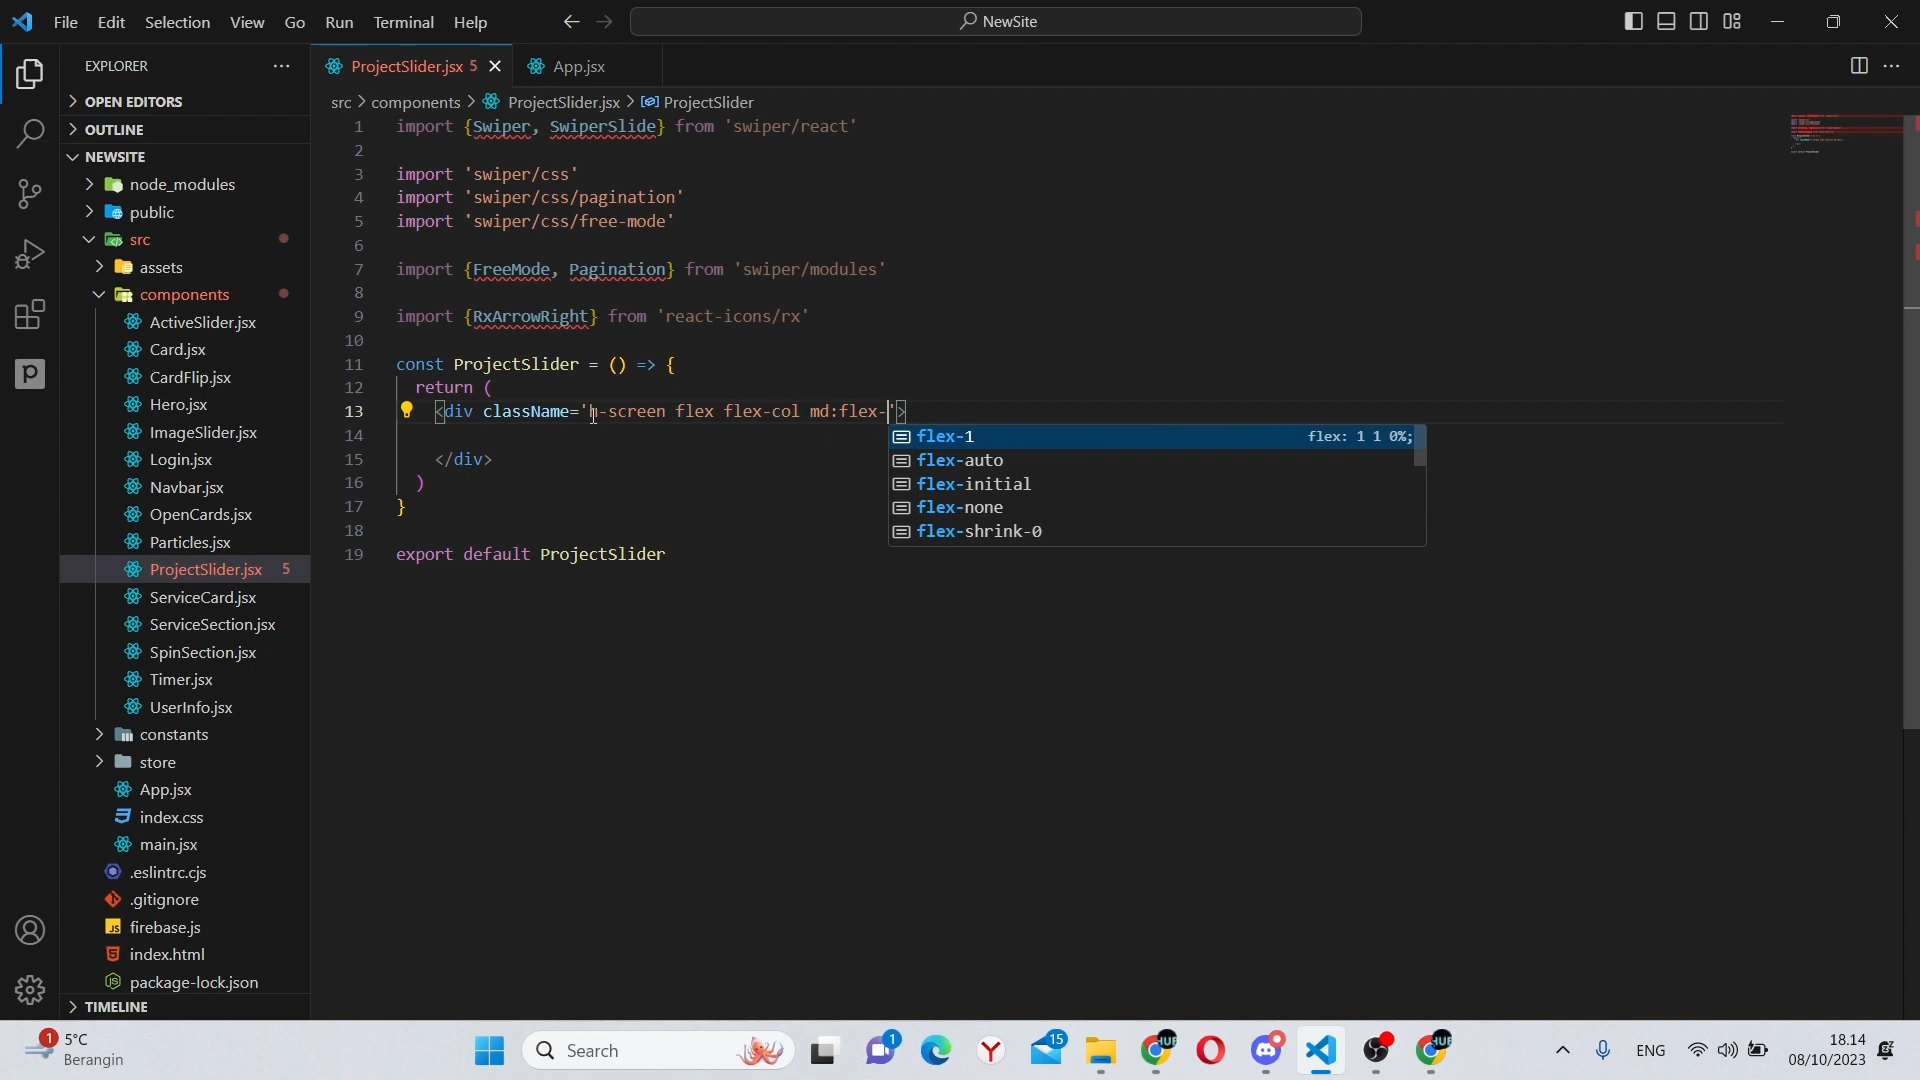 File Edit Selection View Go Run Terminal Help
NewSite
EXPLORER
ProjectSlider.jsx 5
App.jsx
src > components > ProjectSlider.jsx > ProjectSlider
OPEN EDITORS
OUTLINE
NEWSITE
node_modules
public
src
assets
components
ActiveSlider.jsx
Card.jsx
CardFlip.jsx
Hero.jsx
ImageSlider.jsx
Login.jsx
Navbar.jsx
OpenCards.jsx
Particles.jsx
ProjectSlider.jsx 5
ServiceCard.jsx
ServiceSection.jsx
SpinSection.jsx
Timer.jsx
UserInfo.jsx
constants
store
App.jsx
index.css
main.jsx
.eslintrc.cjs
.gitignore
firebase.js
index.html
package-lock.json
TIMELINE
1 import {Swiper, SwiperSlide} from 'swiper/react'
2
3 import 'swiper/css'
4 import 'swiper/css/pagination'
5 import 'swiper/css/free-mode'
6
7 import {FreeMode, Pagination} from 'swiper/modules'
8
9 import {RxArrowRight} from 'react-icons/rx'
10
11 const ProjectSlider = () => {
12 return (
13 <div className='h-screen flex flex-col md:flex-'>
14
15 </div>
16 )
17 }
18
19 export default ProjectSlider
flex-1 flex: 1 1 0%;
flex-auto
flex-initial
flex-none
flex-shrink-0
1
5°C
Berangin
Search
1
15
HUB
HUB
ENG
18.14
08/10/2023